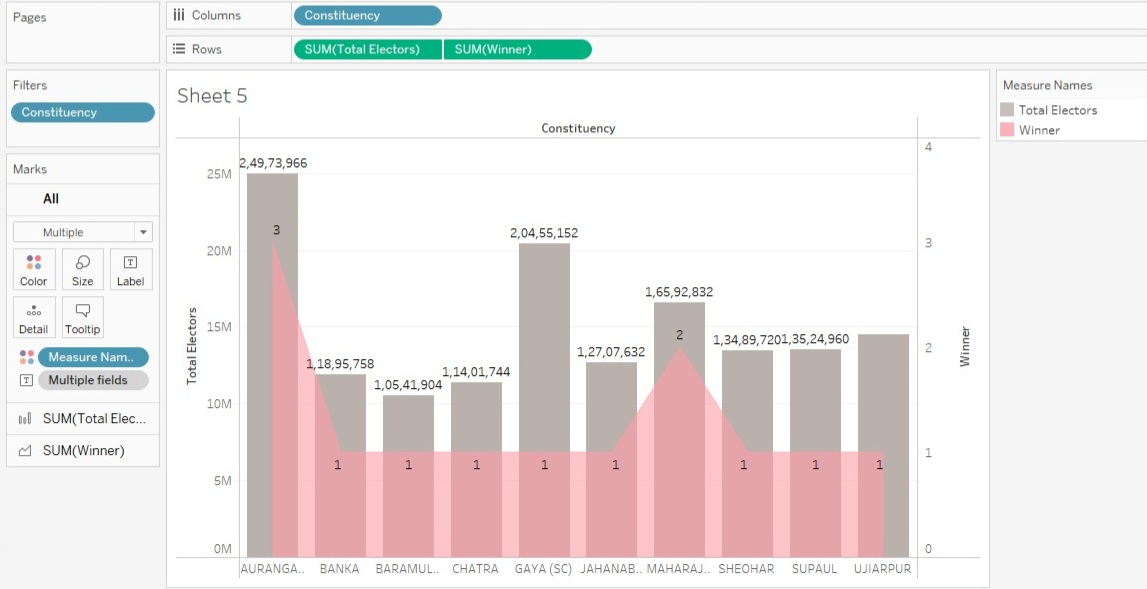 Pages
Columns
Constituency
Rows
SUM(Total Electors) SUM(Winner)
Filters
Constituency
Marks
All
Multiple
Color Size Label
Detail Tooltip
Measure Nam..
Multiple fields
SUM(Total Elec...
SUM(Winner)
Sheet 5
Constituency
Total Electors
25M
20M
15M
10M
5M
0M
2,49,73,966
3
1,18,95,758
1
1,05,41,904
1
1,14,01,744
1
2,04,55,152
1
1,27,07,632
1
1,65,92,832
2
1,34,89,720
1
1,35,24,960
1
1
AURANGA.. BANKA BARAMUL.. CHATRA GAYA (SC) JAHANAB.. MAHARAJ.. SHEOHAR SUPAUL UJIARPUR
4
3
2
1
0
Winner
Measure Names
Total Electors
Winner